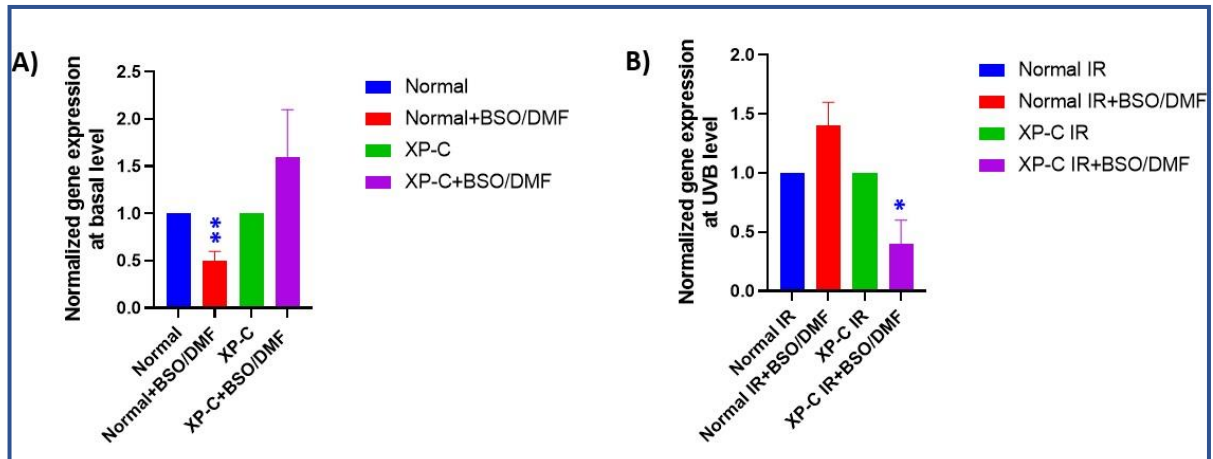 A)
Normalized gene expression
at basal level
2.5
2.0
1.5
1.0
0.5
0.0
**
Normal
Normal+BSO/DMF
XP-C
XP-C+BSO/DMF
Normal
Normal+BSO/DMF
XP-C
XP-C+BSO/DMF
B)
Normalized gene expression
at UVB level
2.0
1.5
1.0
0.5
0.0
*
Normal IR
Normal IR+BSO/DMF
XP-C IR
XP-C IR+BSO/DMF
Normal IR
Normal IR+BSO/DMF
XP-C IR
XP-C IR+BSO/DMF